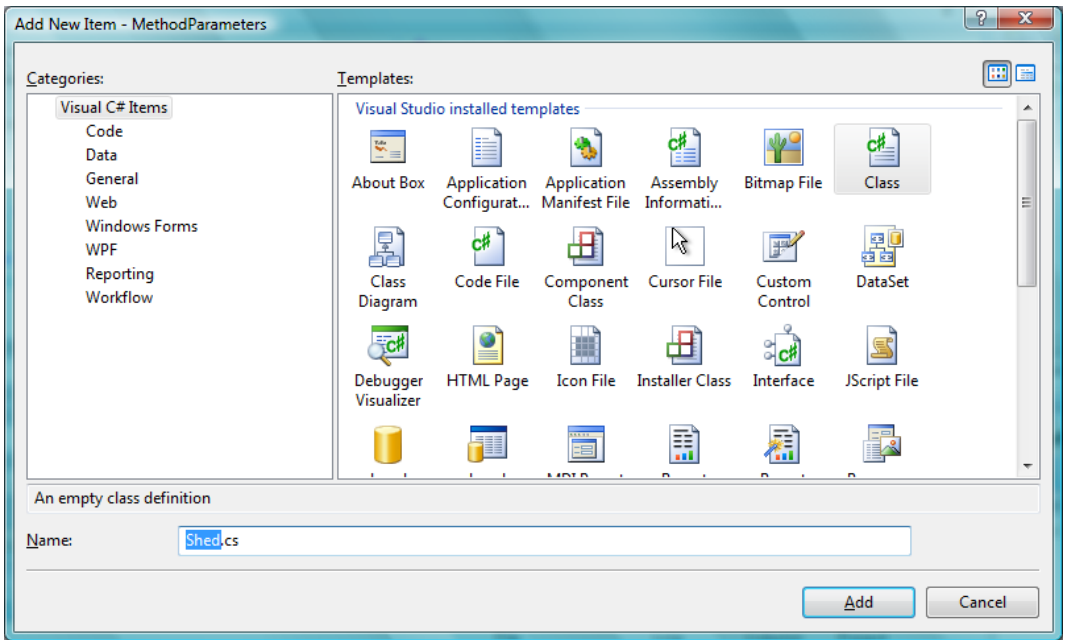 Add New Item - MethodParameters
Categories:
Templates:
Visual C# Items
Code
Data
General
Web
Windows Forms
WPF
Reporting
Workflow
Visual Studio installed templates
About Box
Application Configurat...
Application Manifest File
Assembly Informati...
Bitmap File
Class
Class Diagram
Code File
Component Class
Cursor File
Custom Control
DataSet
Debugger Visualizer
HTML Page
Icon File
Installer Class
Interface
JScript File
An empty class definition
Name:
Shed.cs
Add
Cancel